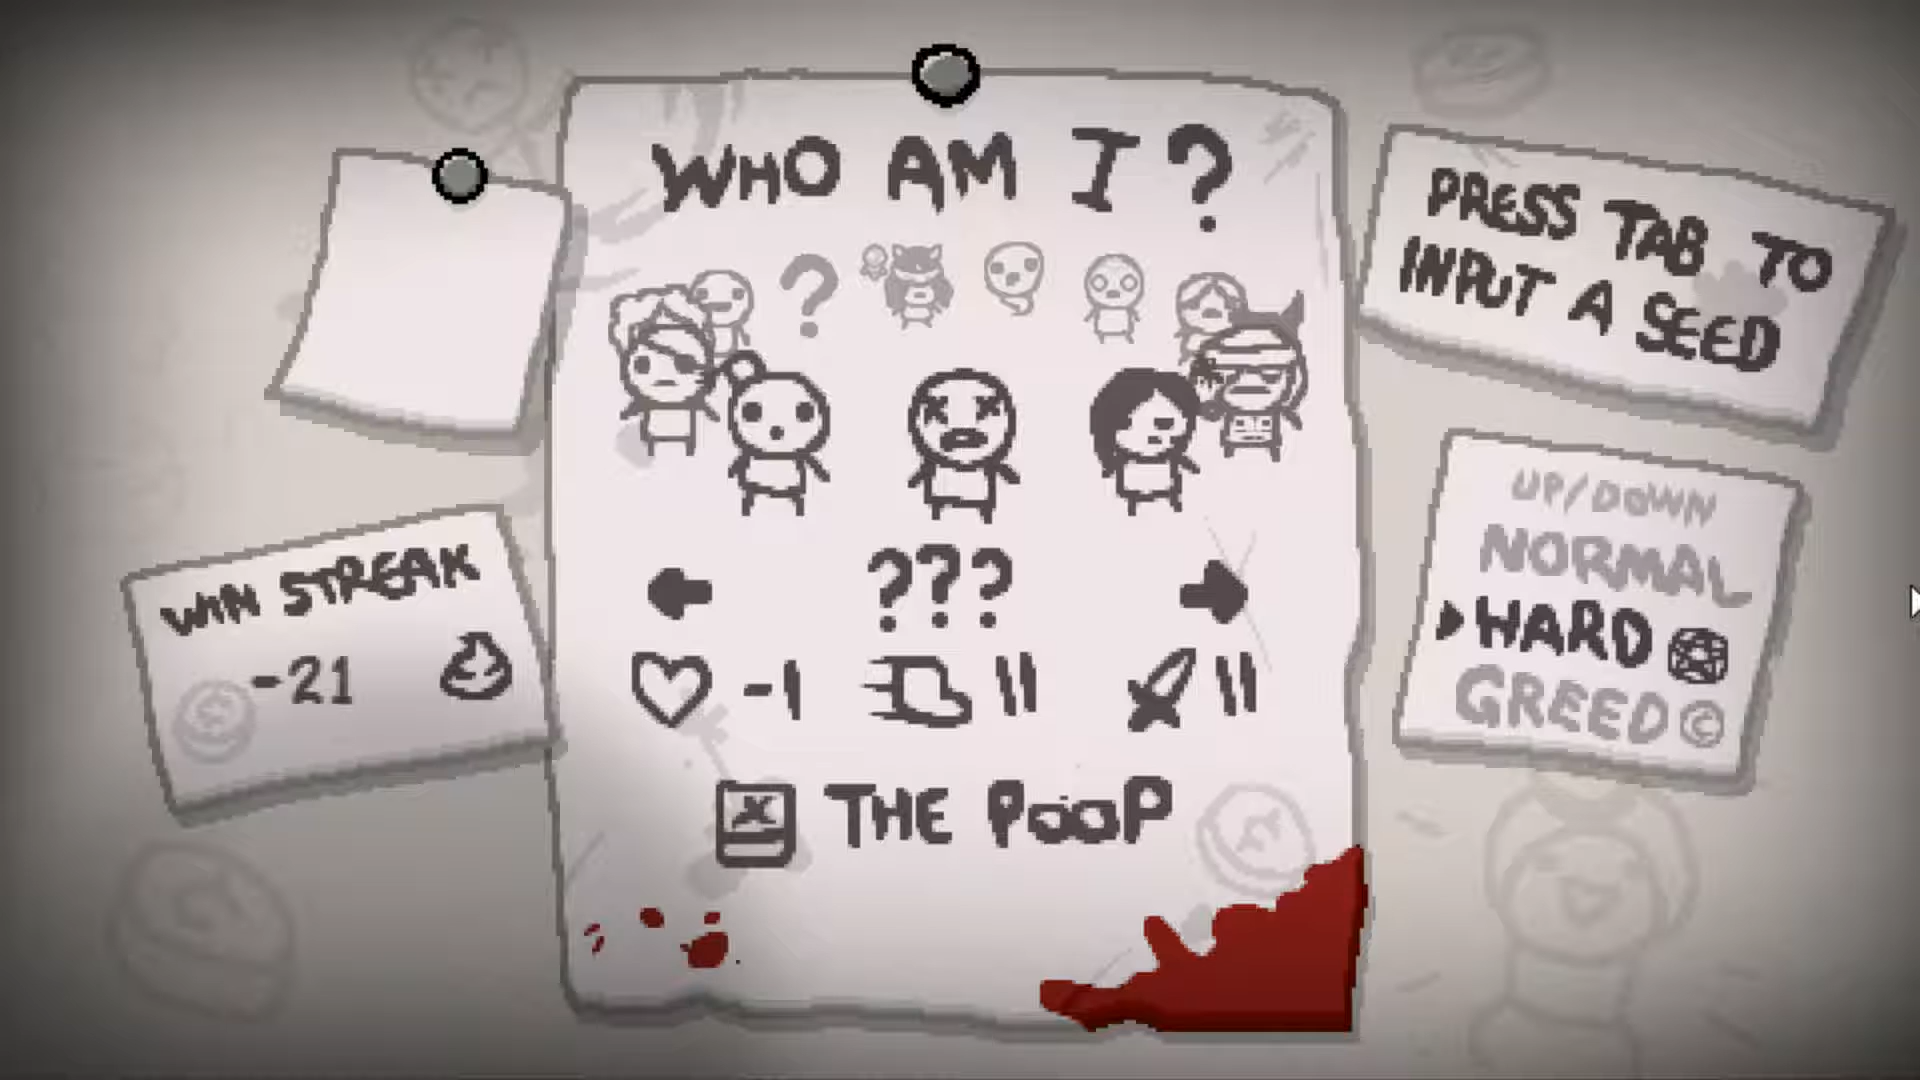 WHO AM I?
?
PRESS TAB TO
INPUT A SEED
WIN STREAK
-21
???
-1
THE POOP
UP/DOWN
NORMAL
HARD
GREED